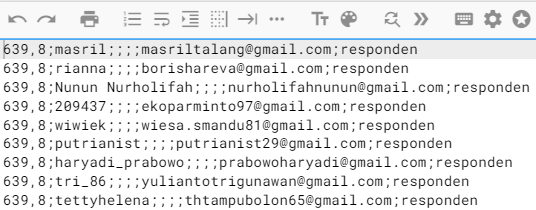 639,8;masril;;;;masriltalang@gmail.com;responden
639,8;rianna;;;;borishareva@gmail.com;responden
639,8;Nunun Nurholifah;;;;nurholifahnunun@gmail.com;responden
639,8;209437;;;;ekoparminto97@gmail.com;responden
639,8;wiwiek;;;;wiesa.smandu81@gmail.com;responden
639,8;putrianist;;;;putrianist29@gmail.com;responden
639,8;haryadi_prabowo;;;;prabowoharyadi@gmail.com;responden
639,8;tri_86;;;;yuliantotrigunawan@gmail.com;responden
639,8;tettyhelena;;;;thtampubolon65@gmail.com;responden